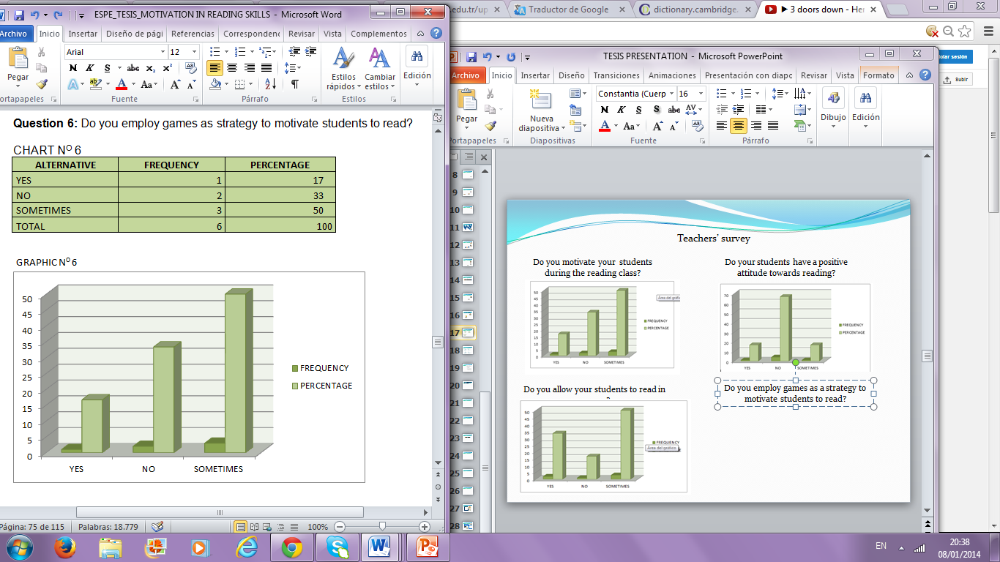 ESPE_TESIS_MOTIVATION IN READING SKILLS - Microsoft Word
Archivo Inicio Insertar Diseño de pági Referencias Correspondenc Revisar Vista Complementos
Arial 12
Pegar
Estilos rápidos
Cambiar estilos
Edición
Portapapeles Fuente Párrafo Estilos
Question 6: Do you employ games as strategy to motivate students to read?
CHART Nº 6
ALTERNATIVE FREQUENCY PERCENTAGE
YES 1 17
NO 2 33
SOMETIMES 3 50
TOTAL 6 100
GRAPHIC Nº 6
50
45
40
35
30
25
20
15
10
5
0
YES NO SOMETIMES
FREQUENCY
PERCENTAGE
Página: 75 de 115 Palabras: 18.779 100%
edu.tr/up Traductor de Google dictionary.cambridge. 3 doors down - Her
Subir
TESIS PRESENTATION - Microsoft PowerPoint
Archivo Inicio Insertar Diseño Transiciones Animaciones Presentación con diapc Revisar Vista Formato
Constantia (Cuerp 16
Pegar
Nueva diapositiva
Dibujo
Edición
Portapapeles Diapositivas Fuente Párrafo
8
9
10
11
12
13
14
15
16
17
18
19
20
21
22
23
24
25
26
27
28
Teachers' survey
Do you motivate your students
during the reading class?
50
45
40
35
30
25
20
15
10
5
0
YES NO SOMETIMES
FREQUENCY
PERCENTAGE
Área del gráfi
Do your students have a positive
attitude towards reading?
70
60
50
40
30
20
10
0
YES NO SOMETIMES
FREQUENCY
PERCENTAGE
Do you allow your students to read in
50
45
40
35
30
25
20
15
10
5
0
YES NO SOMETIMES
FREQUENCY
Área del gráfico
Do you employ games as a strategy to
motivate students to read?
EN
20:38
08/01/2014